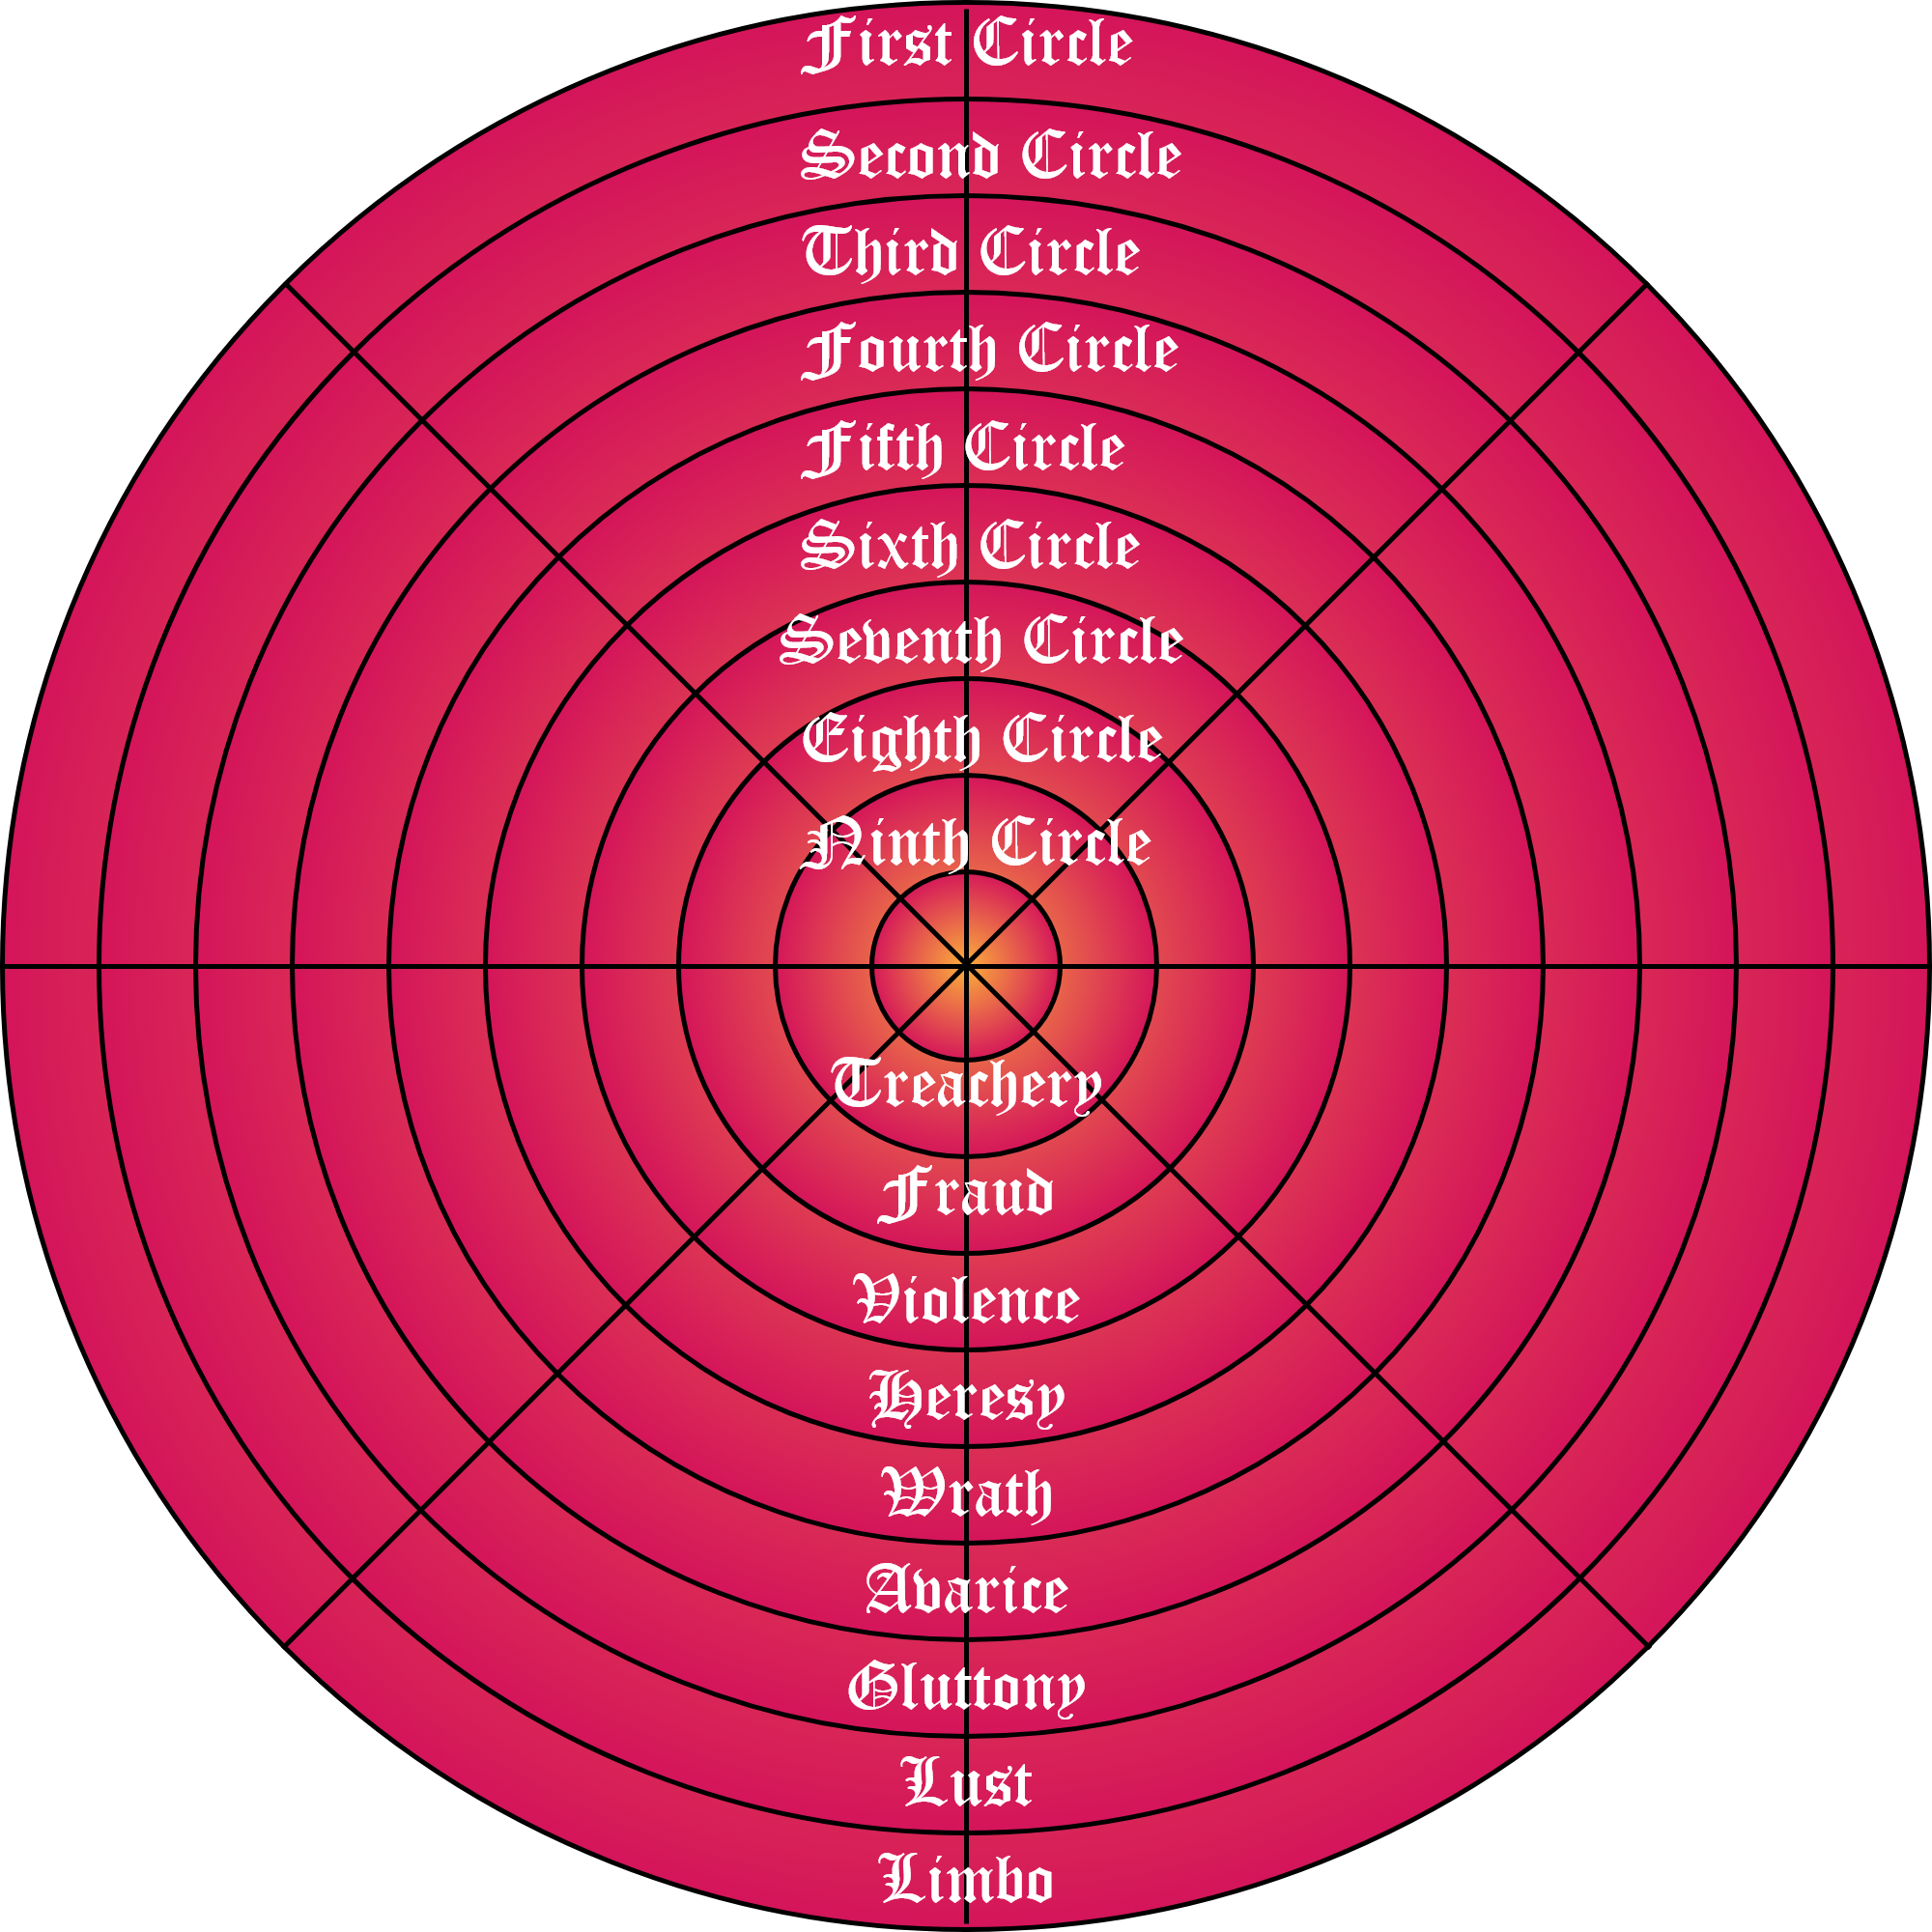 First Circle
Second Circle
Third Circle
Fourth Circle
Fifth Circle
Sixth Circle
Seventh Circle
Eighth Circle
Ninth Circle
Treachery
Fraud
Violence
Heresy
Wrath
Avarice
Gluttony
Lust
Limbo